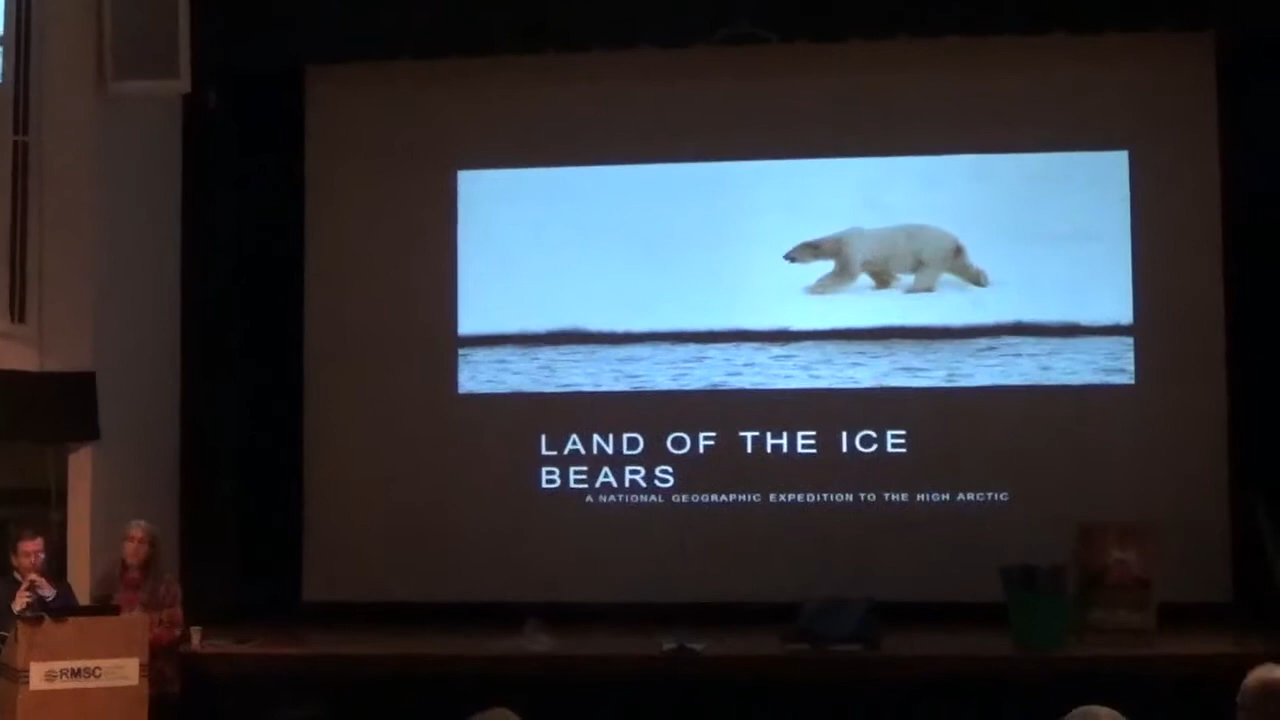 LAND OF THE ICE
BEARS
A NATIONAL GEOGRAPHIC EXPEDITION TO THE HIGH ARCTIC
RMSC